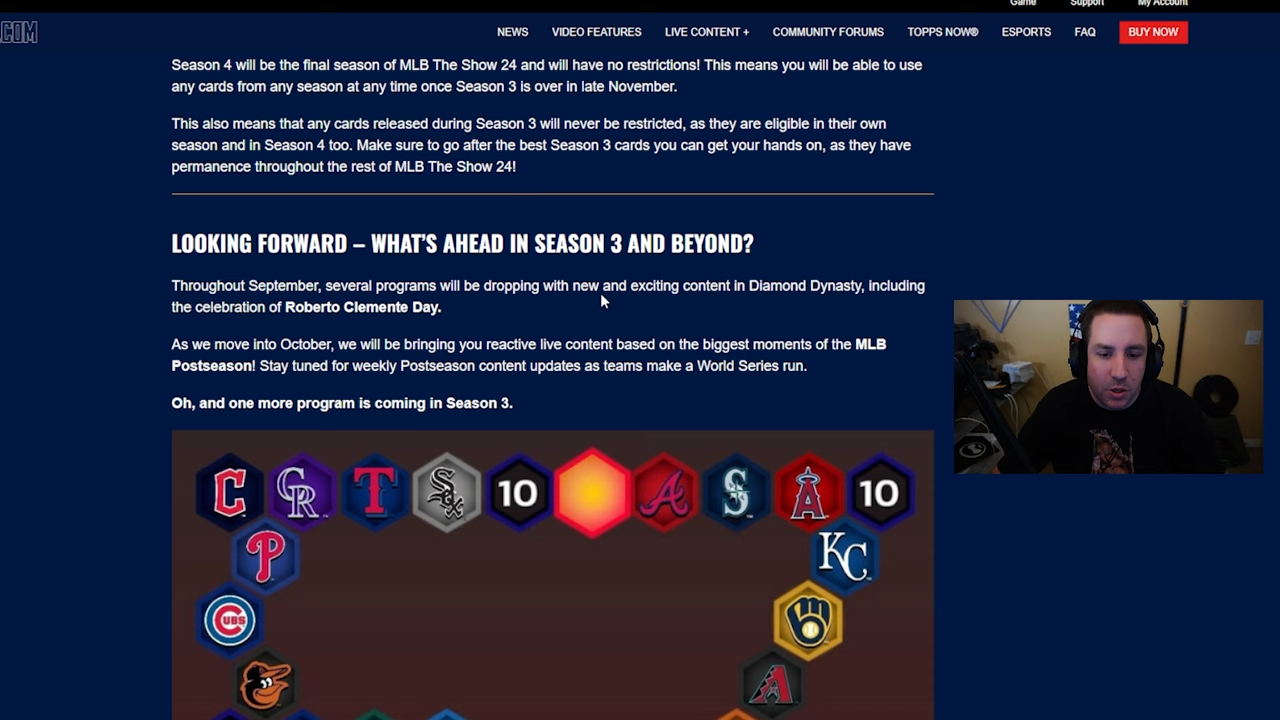 Game Support My Account
.COM
NEWS VIDEO FEATURES LIVE CONTENT + COMMUNITY FORUMS TOPPS NOW® ESPORTS FAQ BUY NOW
Season 4 will be the final season of MLB The Show 24 and will have no restrictions! This means you will be able to use
any cards from any season at any time once Season 3 is over in late November.
This also means that any cards released during Season 3 will never be restricted, as they are eligible in their own
season and in Season 4 too. Make sure to go after the best Season 3 cards you can get your hands on, as they have
permanence throughout the rest of MLB The Show 24!
LOOKING FORWARD – WHAT'S AHEAD IN SEASON 3 AND BEYOND?
Throughout September, several programs will be dropping with new and exciting content in Diamond Dynasty, including
the celebration of Roberto Clemente Day.
As we move into October, we will be bringing you reactive live content based on the biggest moments of the MLB
Postseason! Stay tuned for weekly Postseason content updates as teams make a World Series run.
Oh, and one more program is coming in Season 3.
C CR T Sox 10 A S A 10
P KC
CUBS
A